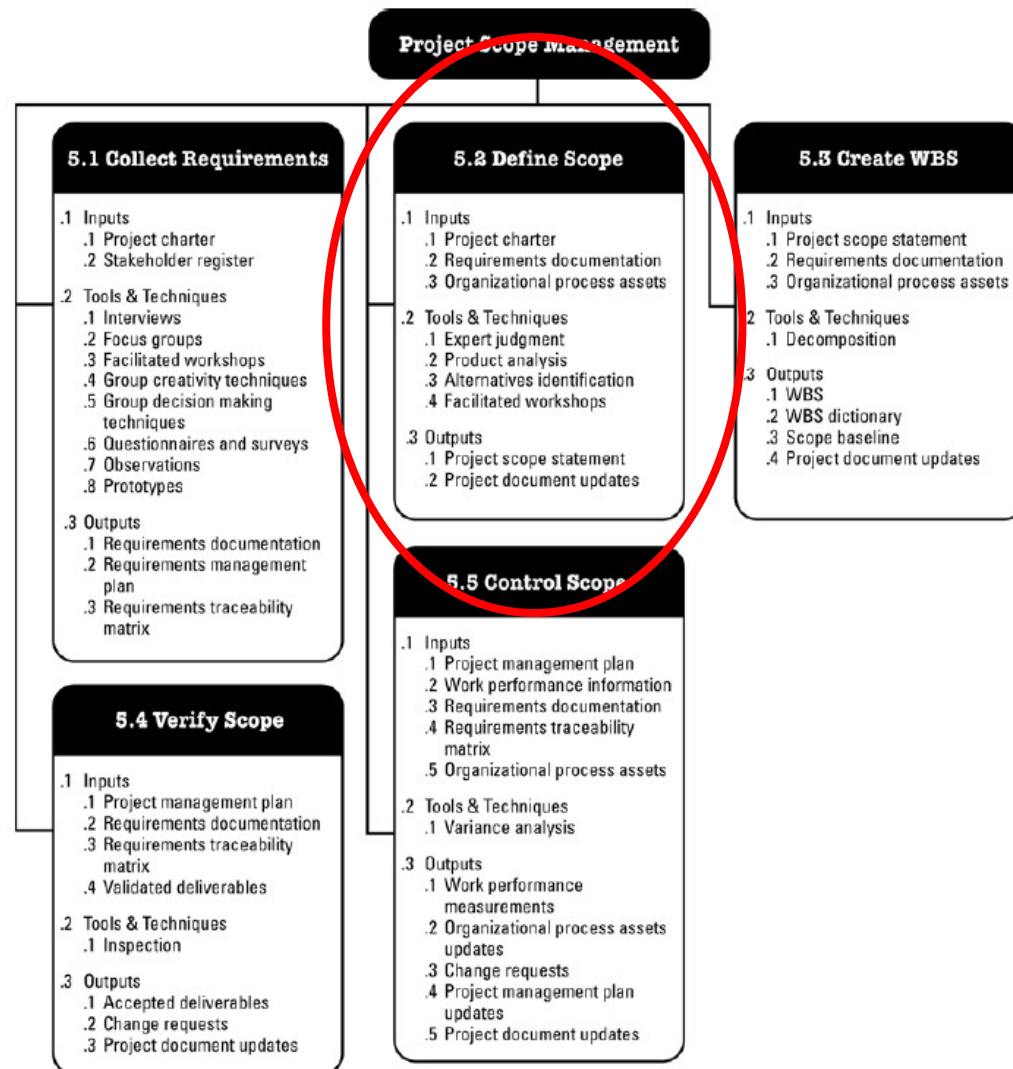 Project Scope Management
5.1 Collect Requirements
.1 Inputs
.1 Project charter
.2 Stakeholder register
.2 Tools & Techniques
.1 Interviews
.2 Focus groups
.3 Facilitated workshops
.4 Group creativity techniques
.5 Group decision making
techniques
.6 Questionnaires and surveys
.7 Observations
.8 Prototypes
.3 Outputs
.1 Requirements documentation
.2 Requirements management
plan
.3 Requirements traceability
matrix
5.2 Define Scope
.1 Inputs
.1 Project charter
.2 Requirements documentation
.3 Organizational process assets
.2 Tools & Techniques
.1 Expert judgment
.2 Product analysis
.3 Alternatives identification
.4 Facilitated workshops
.3 Outputs
.1 Project scope statement
.2 Project document updates
5.3 Create WBS
.1 Inputs
.1 Project scope statement
.2 Requirements documentation
.3 Organizational process assets
.2 Tools & Techniques
.1 Decomposition
.3 Outputs
.1 WBS
.2 WBS dictionary
.3 Scope baseline
.4 Project document updates
5.4 Verify Scope
.1 Inputs
.1 Project management plan
.2 Requirements documentation
.3 Requirements traceability
matrix
.4 Validated deliverables
.2 Tools & Techniques
.1 Inspection
.3 Outputs
.1 Accepted deliverables
.2 Change requests
.3 Project document updates
5.5 Control Scope
.1 Inputs
.1 Project management plan
.2 Work performance information
.3 Requirements documentation
.4 Requirements traceability
matrix
.5 Organizational process assets
.2 Tools & Techniques
.1 Variance analysis
.3 Outputs
.1 Work performance
measurements
.2 Organizational process assets
updates
.3 Change requests
.4 Project management plan
updates
.5 Project document updates